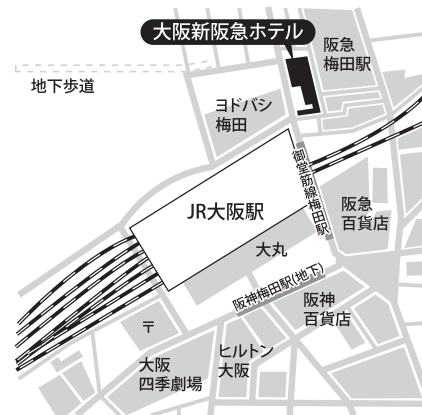 大阪新阪急ホテル
阪急
梅田駅
地下歩道
ヨドバシ
梅田
御堂筋線梅田駅
JR大阪駅
阪急
百貨店
大丸
阪神梅田駅(地下)
阪神
百貨店
〒
大阪
四季劇場
ヒルトン
大阪